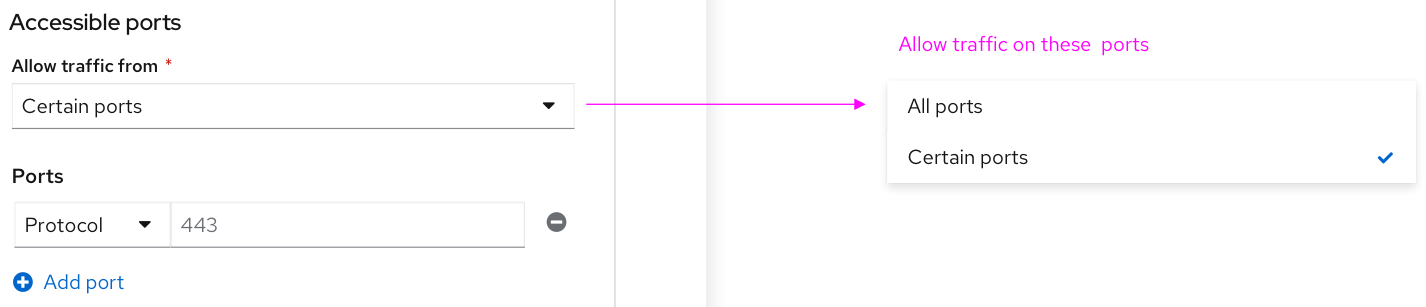 Accessible ports
Allow traffic from *
Certain ports
Ports
Protocol
443
Add port
Allow traffic on these  ports
All ports
Certain ports